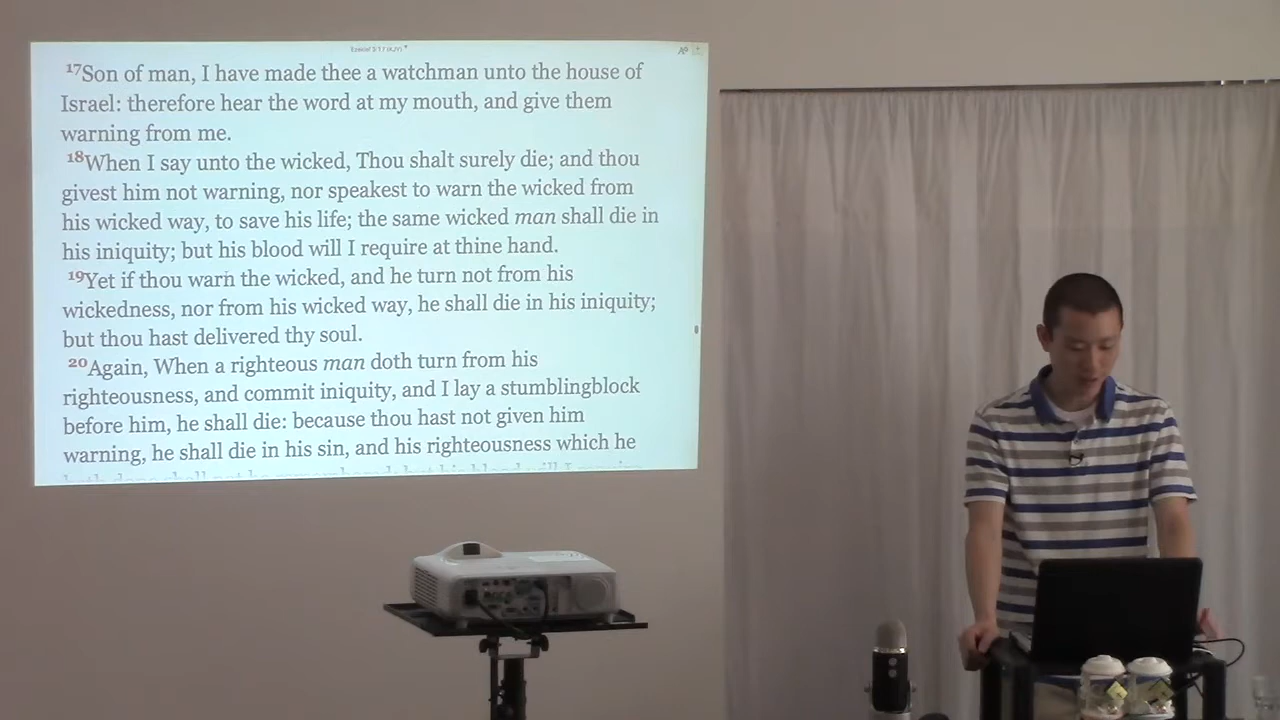 Ezekiel 3:17 (KJV)
17Son of man, I have made thee a watchman unto the house of
Israel: therefore hear the word at my mouth, and give them
warning from me.
18When I say unto the wicked, Thou shalt surely die; and thou
givest him not warning, nor speakest to warn the wicked from
his wicked way, to save his life; the same wicked man shall die in
his iniquity; but his blood will I require at thine hand.
19Yet if thou warn the wicked, and he turn not from his
wickedness, nor from his wicked way, he shall die in his iniquity;
but thou hast delivered thy soul.
20Again, When a righteous man doth turn from his
righteousness, and commit iniquity, and I lay a stumblingblock
before him, he shall die: because thou hast not given him
warning, he shall die in his sin, and his righteousness which he